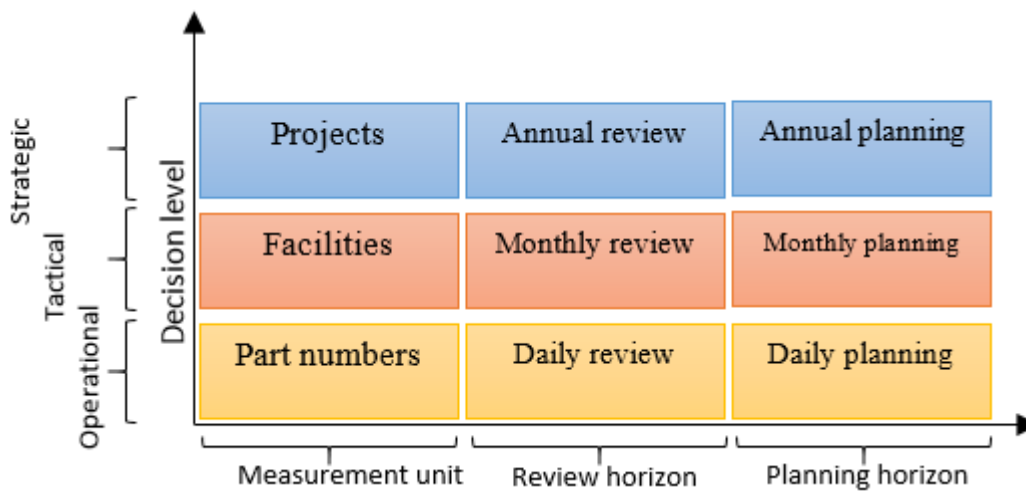 Strategic
Tactical
Operational
Decision level
Projects
Annual review
Annual planning
Facilities
Monthly review
Monthly planning
Part numbers
Daily review
Daily planning
Measurement unit
Review horizon
Planning horizon